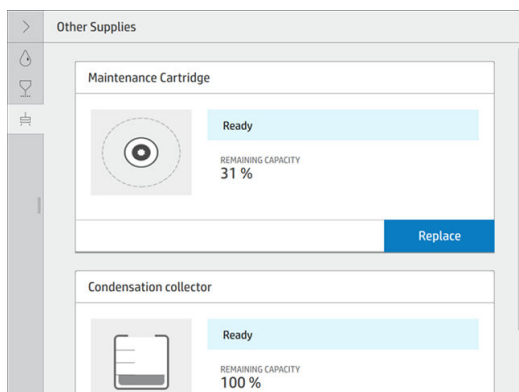 Other Supplies
Maintenance Cartridge
Ready
REMAINING CAPACITY
31 %
Replace
Condensation collector
Ready
REMAINING CAPACITY
100 %